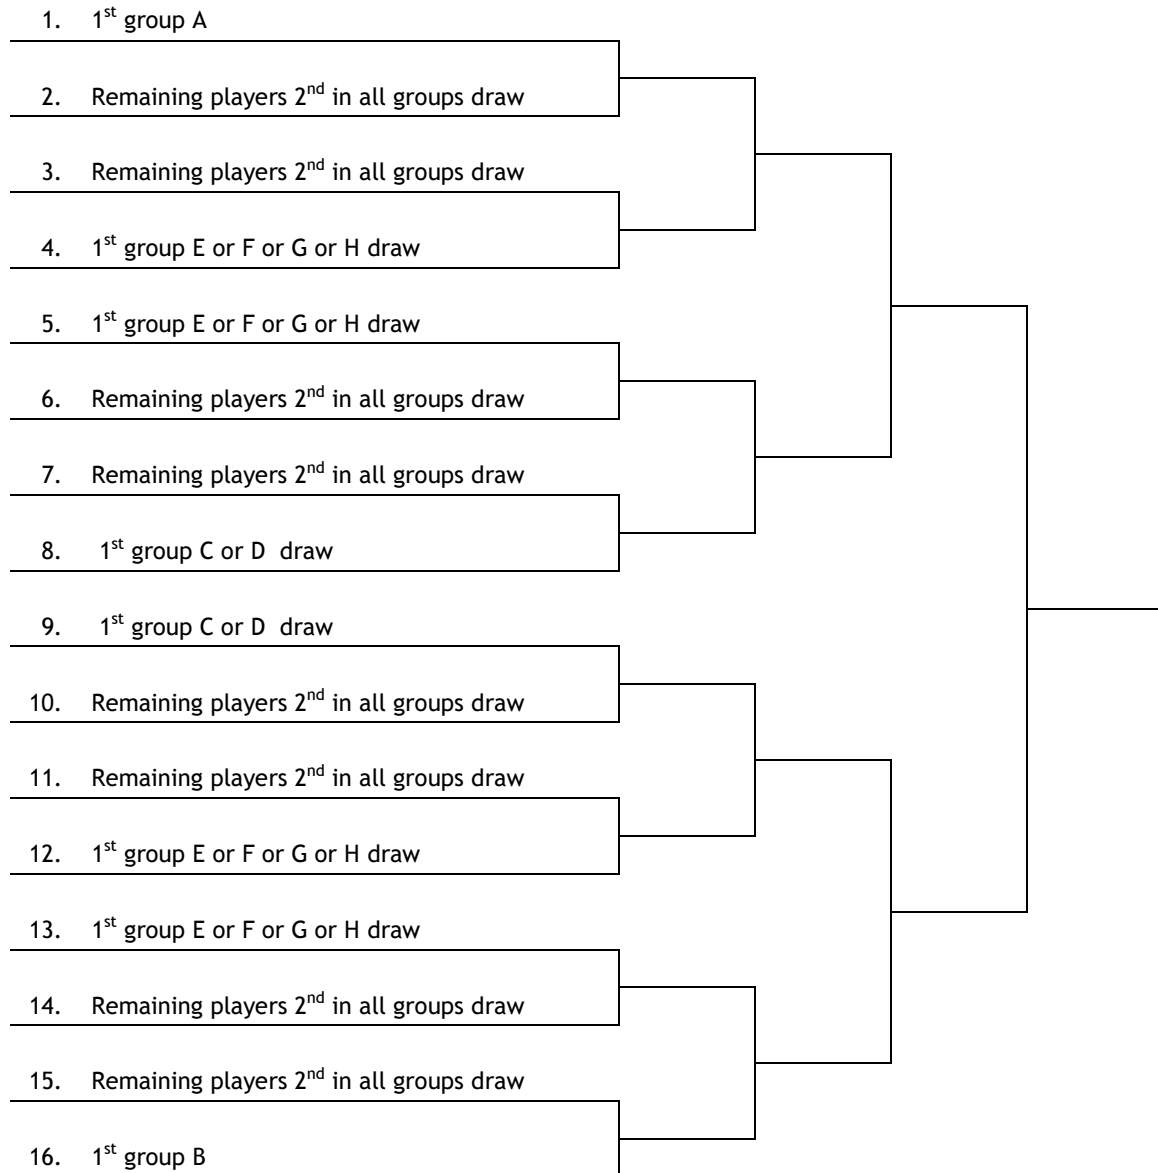 1. 1st group A
2. Remaining players 2nd in all groups draw
3. Remaining players 2nd in all groups draw
4. 1st group E or F or G or H draw
5. 1st group E or F or G or H draw
6. Remaining players 2nd in all groups draw
7. Remaining players 2nd in all groups draw
8. 1st group C or D draw
9. 1st group C or D draw
10. Remaining players 2nd in all groups draw
11. Remaining players 2nd in all groups draw
12. 1st group E or F or G or H draw
13. 1st group E or F or G or H draw
14. Remaining players 2nd in all groups draw
15. Remaining players 2nd in all groups draw
16. 1st group B